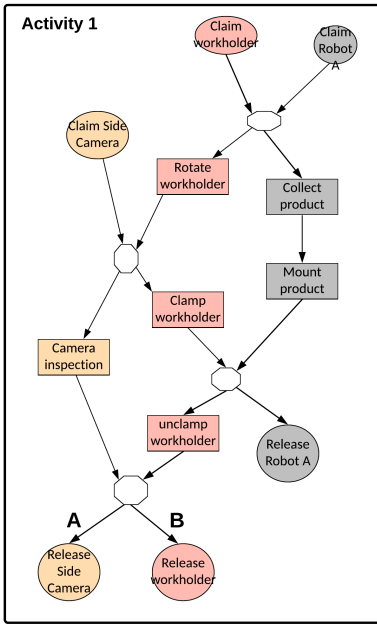 Activity 1
Claim
workholder
Claim
Robot
A
Claim Side
Camera
Rotate
workholder
Collect
product
Mount
product
Clamp
workholder
Camera
inspection
unclamp
workholder
Release
Robot A
A
B
Release
Side
Camera
Release
workholder